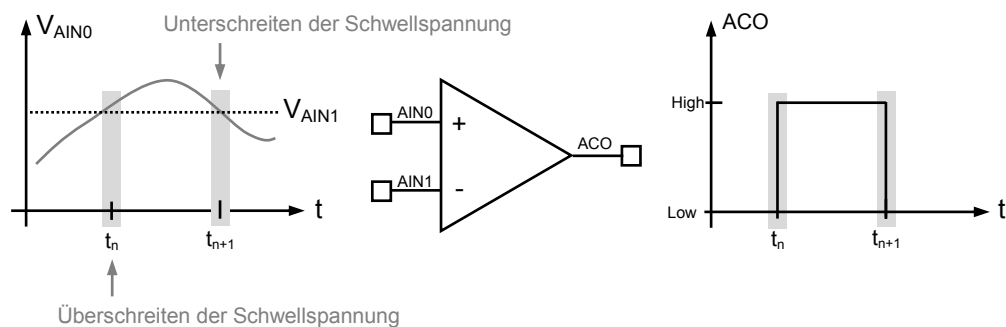 V_AIN0
Unterschreiten der Schwellspannung
V_AIN1
t
t_n
t_n+1
Überschreiten der Schwellspannung
AIN0
+
AIN1
-
ACO
ACO
High
Low
t
t_n
t_n+1